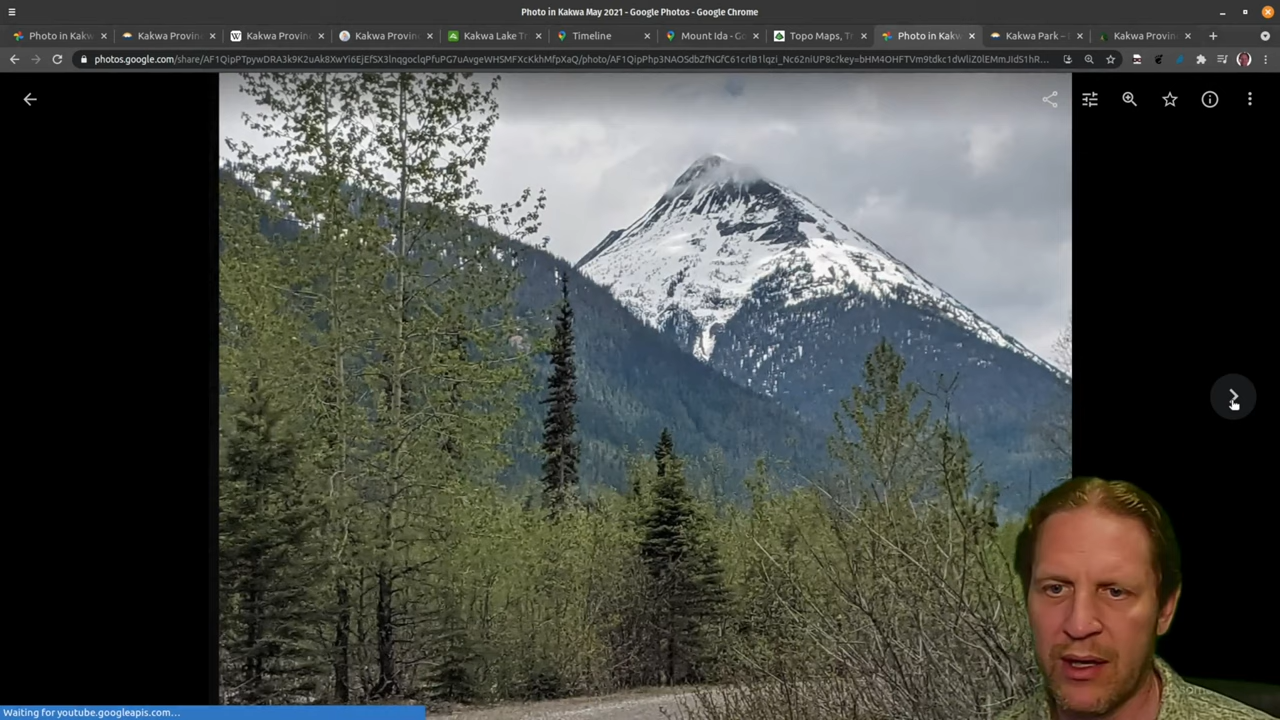 Photo in Kakwa May 2021 - Google Photos - Google Chrome
Photo in Kakw
Kakwa Provinc
Kakwa Provinc
Kakwa Provinc
Kakwa Lake Tr
Timeline
Mount Ida - Go
Topo Maps, Th
Photo in Kakw
Kakwa Park –
Kakwa Provinc
Waiting for youtube.googleapis.com...